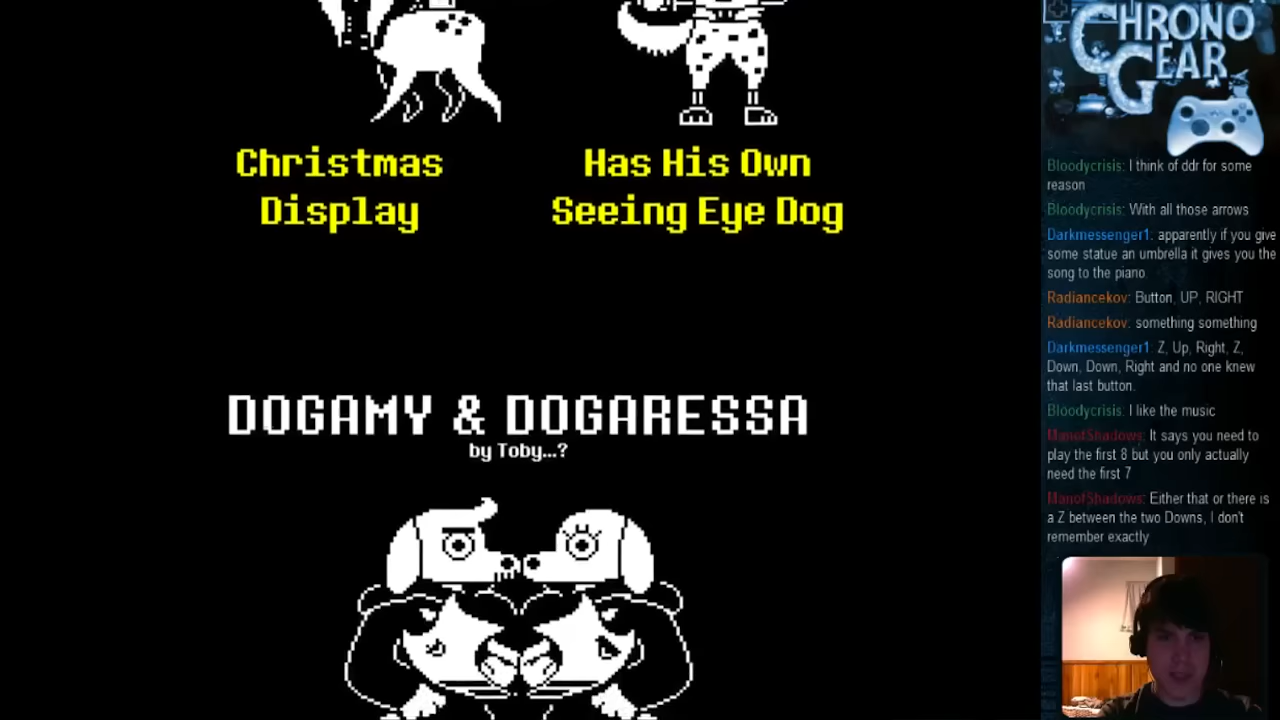 CHRONO
GEAR
Christmas
Display
Has His Own
Seeing Eye Dog
DOGAMY & DOGARESSA
by Toby...?
Bloodycrisis: I think of ddr for some
reason
Bloodycrisis: With all those arrows
Darkmessenger1: apparently if you give
some statue an umbrella it gives you the
song to the piano
Radiancekov: Button, UP, RIGHT
Radiancekov: something something
Darkmessenger1: Z, Up, Right, Z,
Down, Down, Right and no one knew
that last button.
Bloodycrisis: I like the music
ManofShadows: It says you need to
play the first 8 but you only actually
need the first 7
ManofShadows: Either that or there is
a Z between the two Downs, I don't
remember exactly